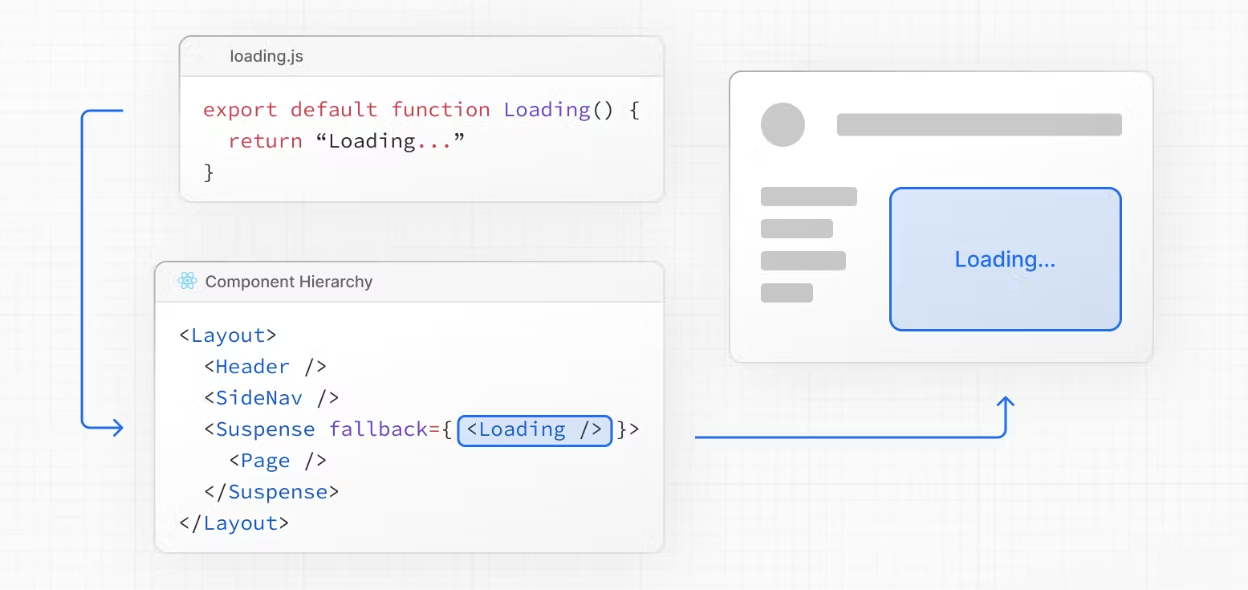 loading.js
export default function Loading() {
return “Loading...”
}
Component Hierarchy
<Layout>
<Header />
<SideNav />
<Suspense fallback={<Loading />}>
<Page />
</Suspense>
</Layout>
Loading...